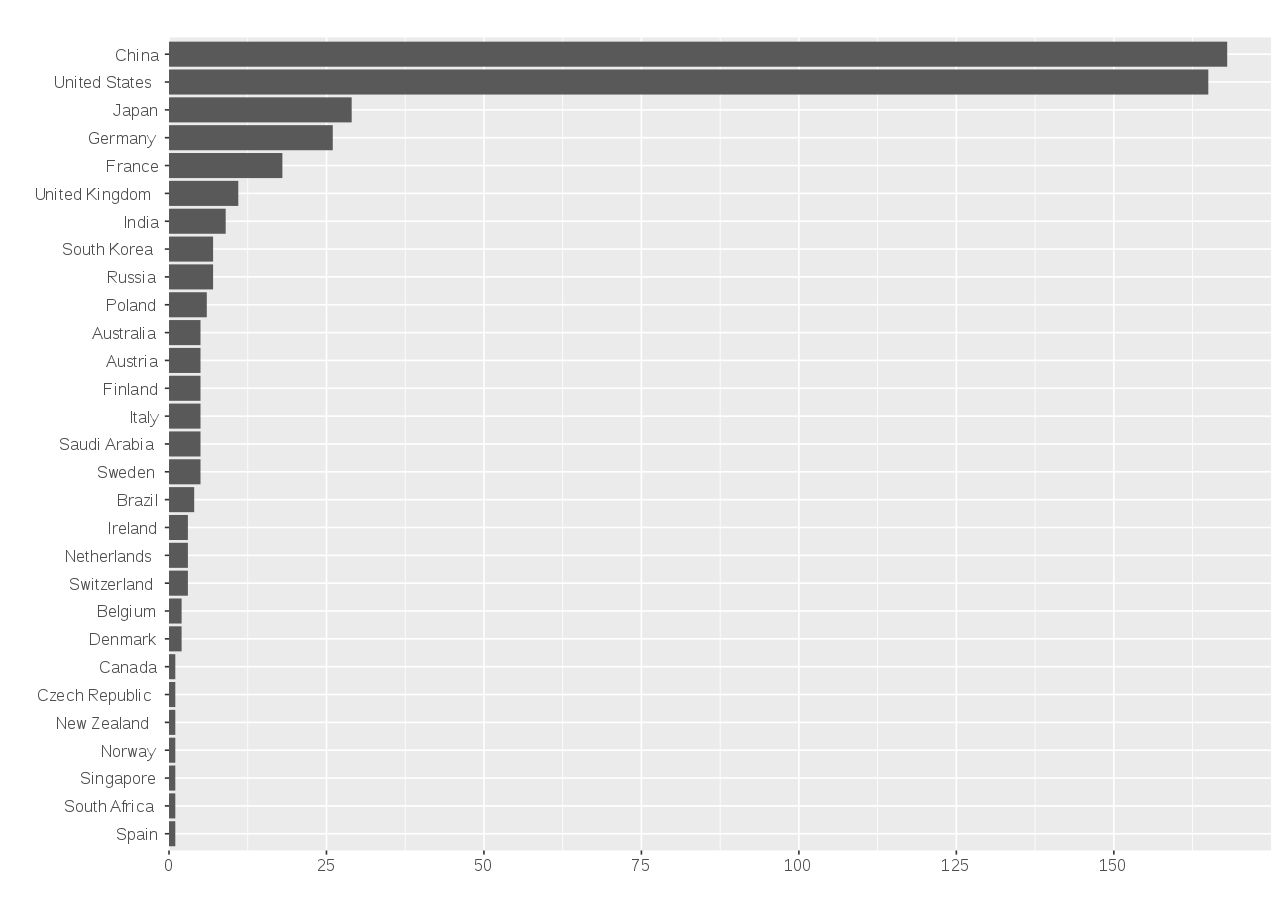 China
United States
Japan
Germany
France
United Kingdom
India
South Korea
Russia
Poland
Australia
Austria
Finland
Italy
Saudi Arabia
Sweden
Brazil
Ireland
Netherlands
Switzerland
Belgium
Denmark
Canada
Czech Republic
New Zealand
Norway
Singapore
South Africa
Spain
0 25 50 75 100 125 150